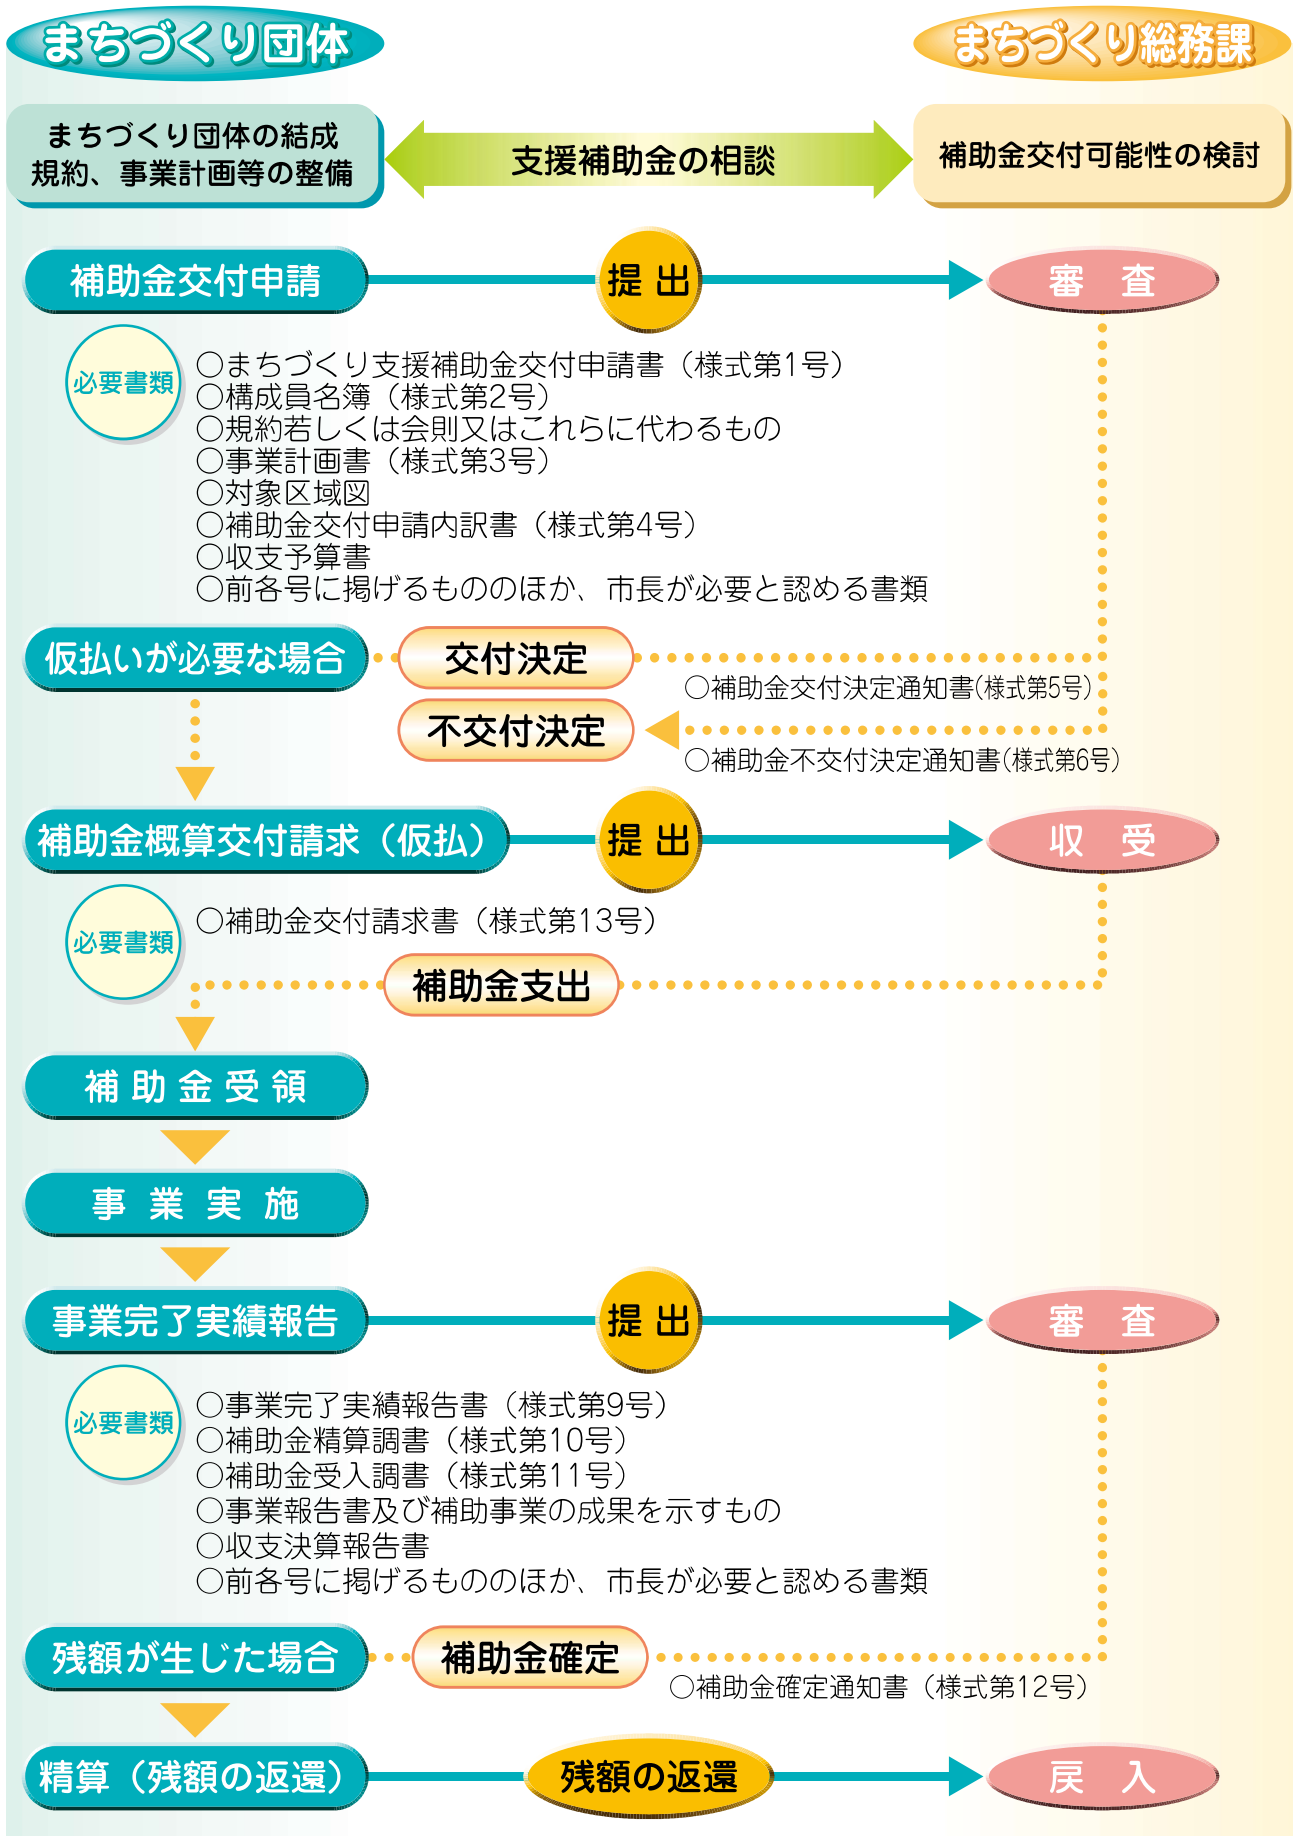 まちづくり団体
まちづくり総務課
まちづくり団体の結成
規約、事業計画等の整備
支援補助金の相談
補助金交付可能性の検討
補助金交付申請
提出
審査
必要書類
○まちづくり支援補助金交付申請書（様式第1号）
○構成員名簿（様式第2号）
○規約若しくは会則又はこれらに代わるもの
○事業計画書（様式第3号）
○対象区域図
○補助金交付申請内訳書（様式第4号）
○収支予算書
○前各号に掲げるもののほか、市長が必要と認める書類
仮払いが必要な場合
交付決定
○補助金交付決定通知書(様式第5号)
不交付決定
○補助金不交付決定通知書(様式第6号)
補助金概算交付請求（仮払）
提出
収受
必要書類
○補助金交付請求書（様式第13号）
補助金支出
補助金受領
事業実施
事業完了実績報告
提出
審査
必要書類
○事業完了実績報告書（様式第9号）
○補助金精算調書（様式第10号）
○補助金受入調書（様式第11号）
○事業報告書及び補助事業の成果を示すもの
○収支決算報告書
○前各号に掲げるもののほか、市長が必要と認める書類
残額が生じた場合
補助金確定
○補助金確定通知書（様式第12号）
精算（残額の返還）
残額の返還
戻入